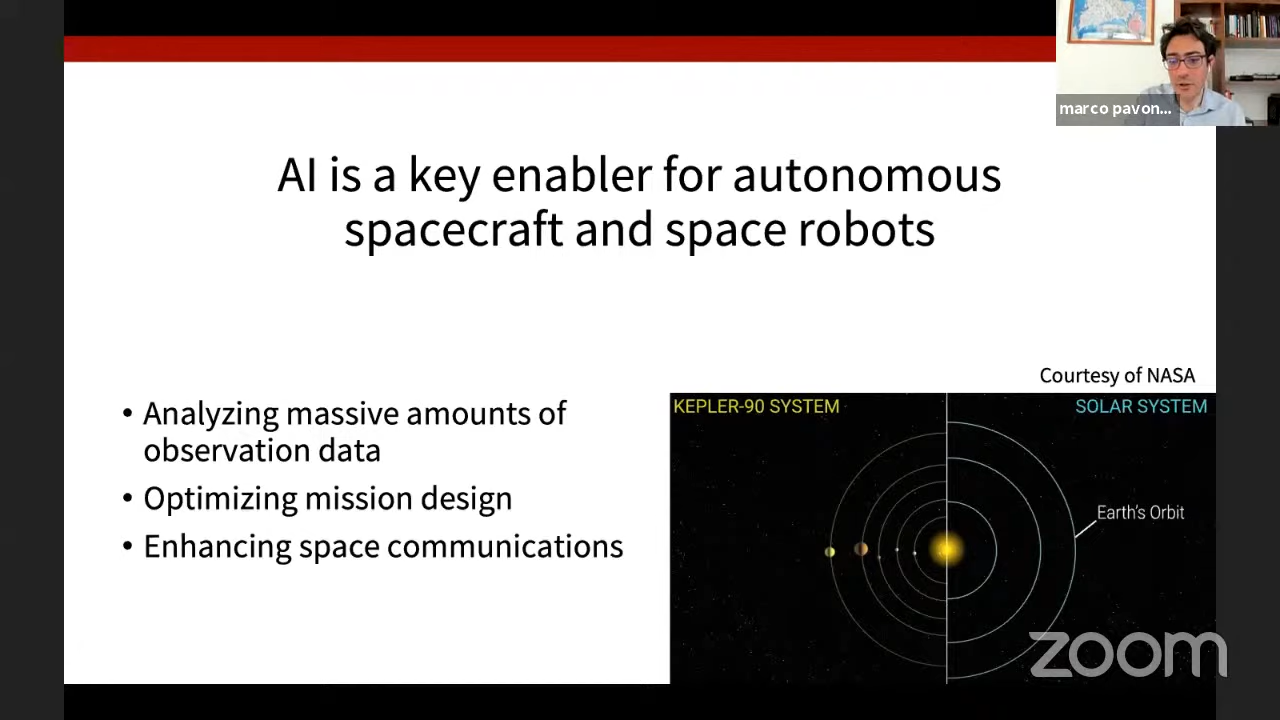 marco pavon...
AI is a key enabler for autonomous
spacecraft and space robots
• Analyzing massive amounts of
observation data
• Optimizing mission design
• Enhancing space communications
Courtesy of NASA
KEPLER-90 SYSTEM
SOLAR SYSTEM
Earth's Orbit
zoom